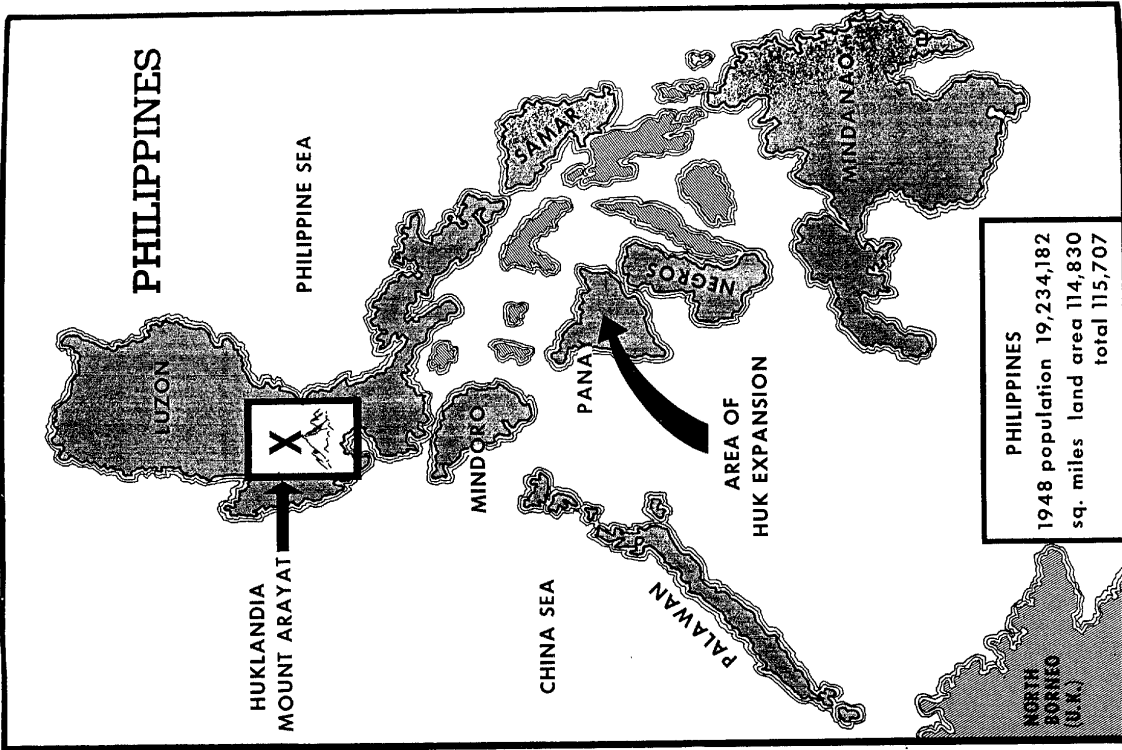 PHILIPPINES
PHILIPPINE SEA
LUZON
X
HUKLANDIA
MOUNT ARAYAT
MINDORO
CHINA SEA
SAMAR
PANAY
NEGROS
AREA OF
HUK EXPANSION
PALAWAN
MINDANAO
NORTH
BORNEO
(U.K.)
PHILIPPINES
1948 population 19,234,182
sq. miles land area 114,830
total 115,707